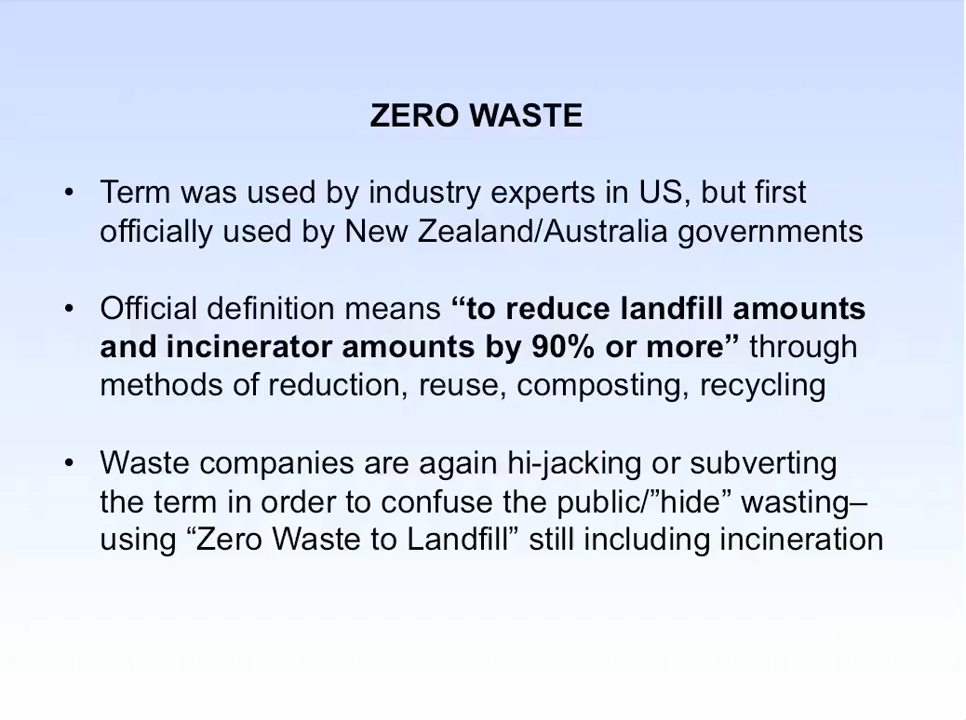 ZERO WASTE
• Term was used by industry experts in US, but first
officially used by New Zealand/Australia governments
• Official definition means “to reduce landfill amounts
and incinerator amounts by 90% or more” through
methods of reduction, reuse, composting, recycling
• Waste companies are again hi-jacking or subverting
the term in order to confuse the public/”hide” wasting–
using “Zero Waste to Landfill” still including incineration